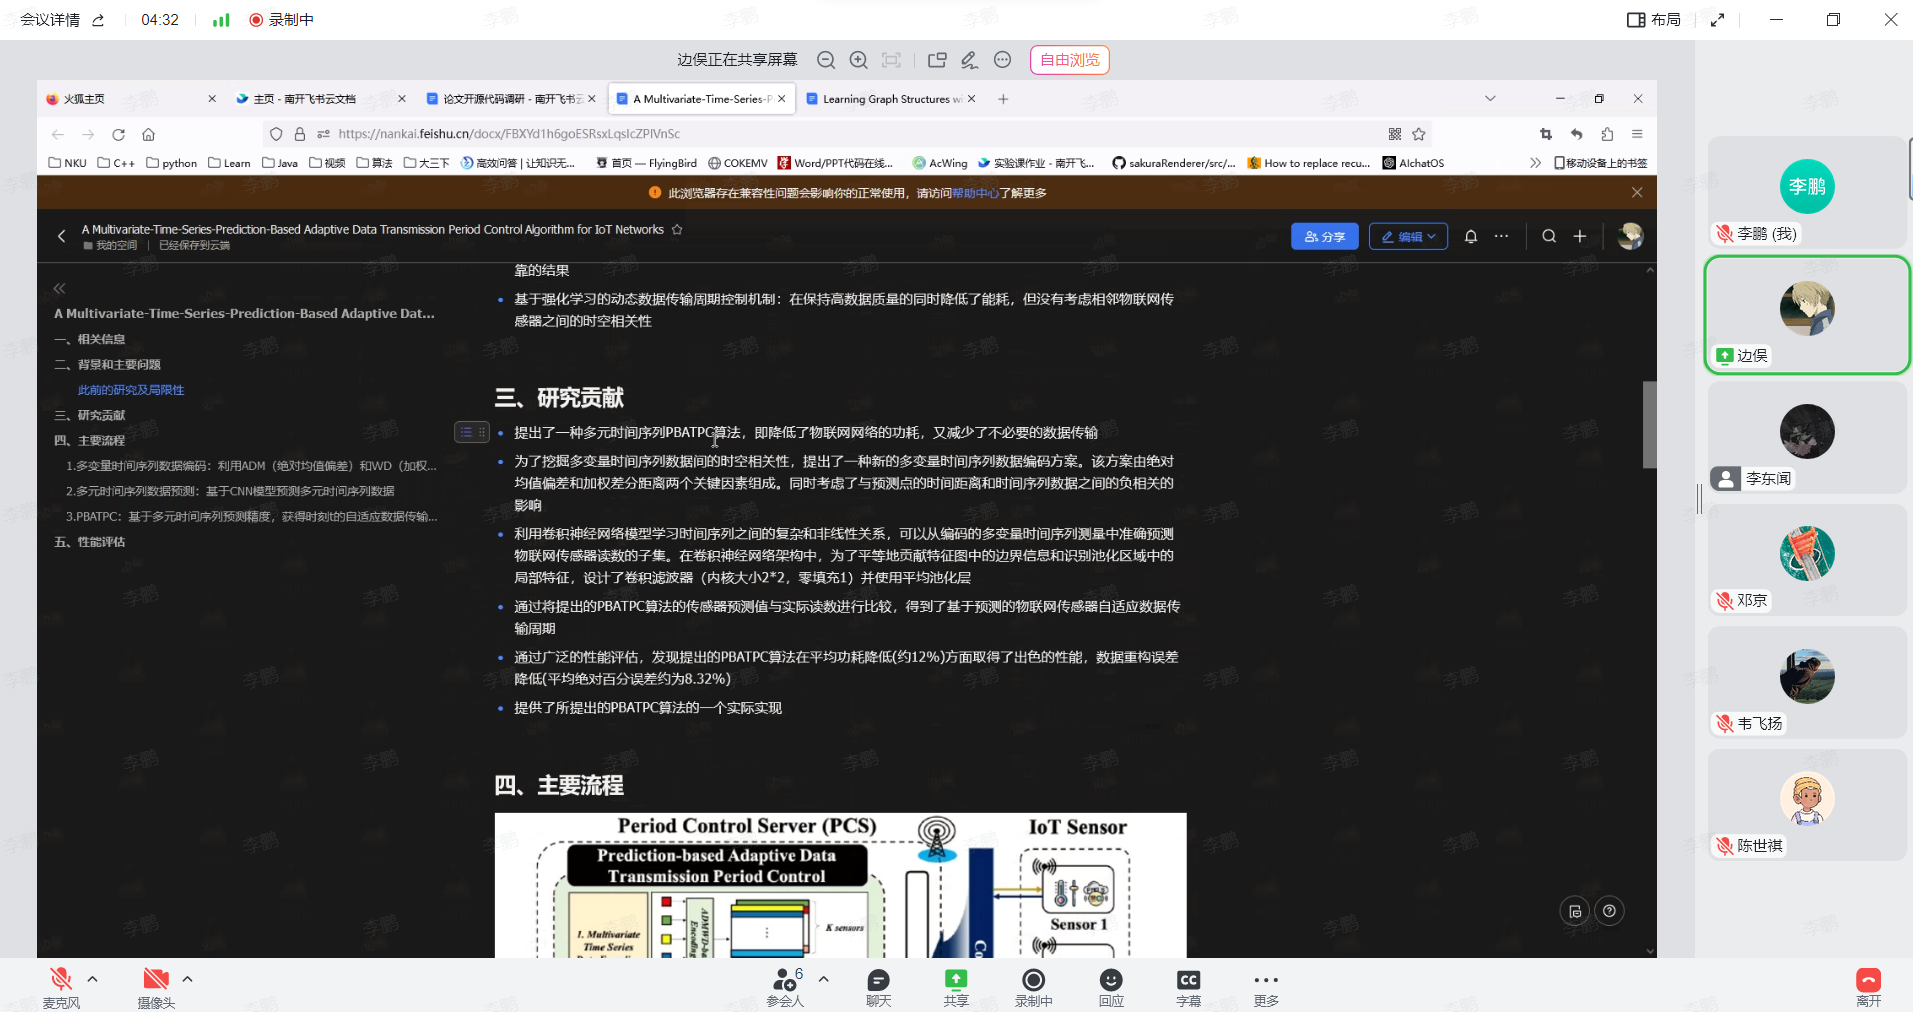 会议详情
04:32
录制中
布局
边俣正在共享屏幕
自由浏览
火狐主页
主页 - 南开飞书云文档
论文开源代码调研 - 南开飞书云
A Multivariate-Time-Series-P
Learning Graph Structures wi
https://nankai.feishu.cn/docx/FBXYd1h6goESRsxLqsIcZPIVnSc
NKU
C++
python
Learn
Java
视频
算法
大三下
高效问答 | 让知识无...
首页 — FlyingBird
COKEMV
Word/PPT代码在线...
AcWing
实验课作业 - 南开飞...
sakuraRenderer/src/...
How to replace recu...
AIchatOS
移动设备上的书签
此浏览器存在兼容性问题会影响你的正常使用，请访问帮助中心了解更多
A Multivariate-Time-Series-Prediction-Based Adaptive Data Transmission Period Control Algorithm for IoT Networks
我的空间 | 已经保存到云端
分享
编辑
A Multivariate-Time-Series-Prediction-Based Adaptive Dat...
一、相关信息
二、背景和主要问题
此前的研究及局限性
三、研究贡献
四、主要流程
1.多变量时间序列数据编码：利用ADM（绝对均值偏差）和WD（加权...
2.多元时间序列数据预测：基于CNN模型预测多元时间序列数据
3.PBATPC：基于多元时间序列预测精度，获得时刻t的自适应数据传输...
五、性能评估
靠的结果
基于强化学习的动态数据传输周期控制机制：在保持高数据质量的同时降低了能耗，但没有考虑相邻物联网传
感器之间的时空相关性
三、研究贡献
提出了一种多元时间序列PBATPC算法，即降低了物联网网络的功耗，又减少了不必要的数据传输
为了挖掘多变量时间序列数据间的时空相关性，提出了一种新的多变量时间序列数据编码方案。该方案由绝对
均值偏差和加权差分距离两个关键因素组成。同时考虑了与预测点的时间距离和时间序列数据之间的负相关的
影响
利用卷积神经网络模型学习时间序列之间的复杂和非线性关系，可以从编码的多变量时间序列测量中准确预测
物联网传感器读数的子集。在卷积神经网络架构中，为了平等地贡献特征图中的边界信息和识别池化区域中的
局部特征，设计了卷积滤波器（内核大小2*2，零填充1）并使用平均池化层
通过将提出的PBATPC算法的传感器预测值与实际读数进行比较，得到了基于预测的物联网传感器自适应数据传
输周期
通过广泛的性能评估，发现提出的PBATPC算法在平均功耗降低(约12%)方面取得了出色的性能，数据重构误差
降低(平均绝对百分误差约为8.32%)
提供了所提出的PBATPC算法的一个实际实现
四、主要流程
Period Control Server (PCS)
IoT Sensor
Prediction-based Adaptive Data
Transmission Period Control
1. Multivariate
Time Series
ADMWD-ba
Encoding
K sensors
Co
Sensor 1
李鹏
李鹏 (我)
边俣
李东闻
邓京
韦飞扬
陈世祺
麦克风
摄像头
6
参会人
聊天
共享
录制中
回应
CC
字幕
更多
离开